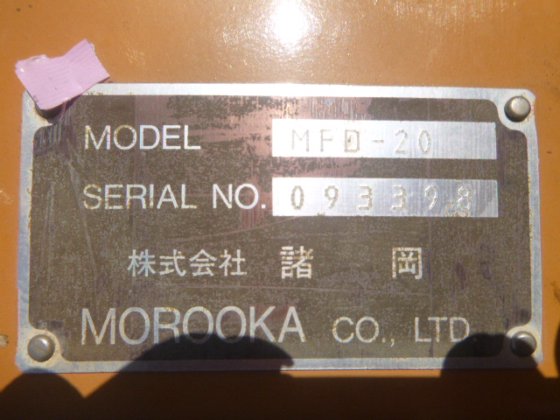 MODEL MFD-20
SERIAL NO. 093398
株式会社 諸岡
MOROOKA CO., LTD